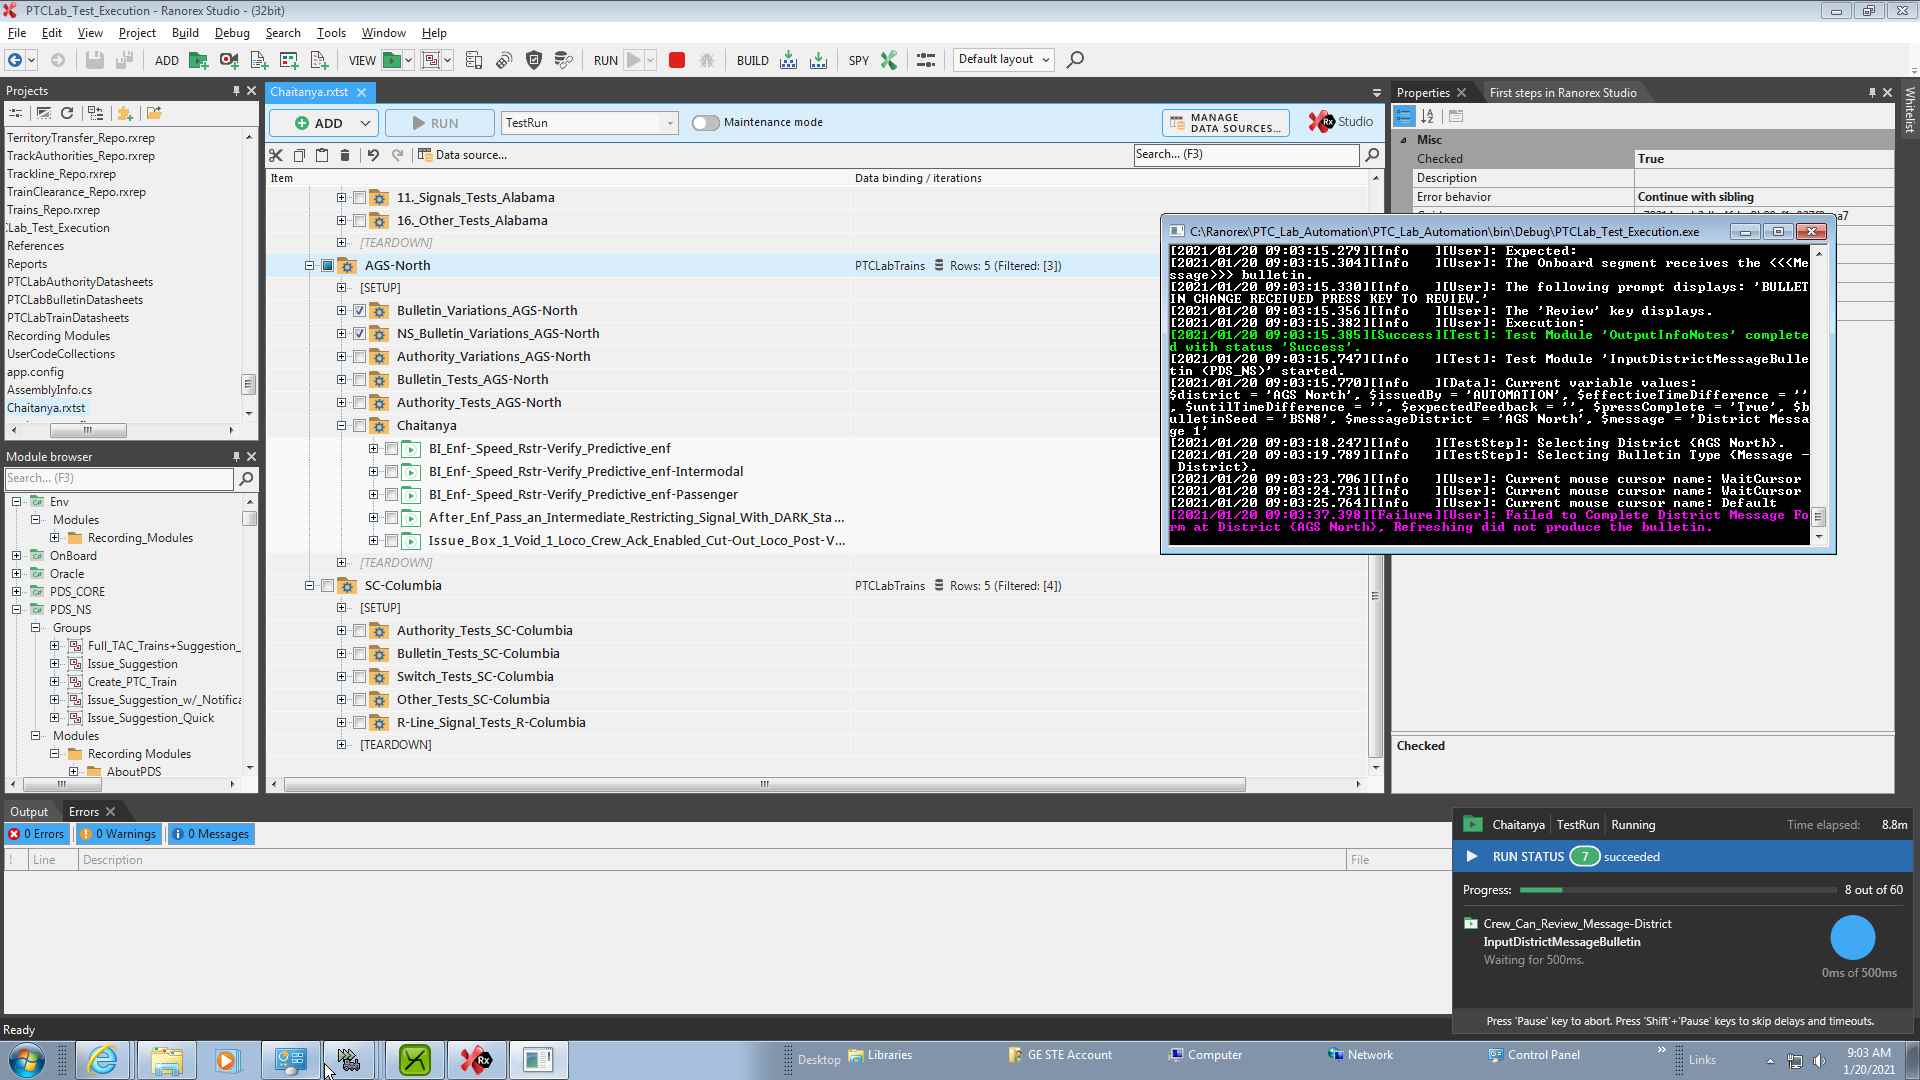 PTCLab_Test_Execution - Ranorex Studio - (32bit)
File Edit View Project Build Debug Search Tools Window Help
ADD VIEW RUN BUILD SPY Default layout
Projects
TerritoryTransfer_Repo.rxrep
TrackAuthorities_Repo.rxrep
Trackline_Repo.rxrep
TrainClearance_Repo.rxrep
Trains_Repo.rxrep
Lab_Test_Execution
References
Reports
PTCLabAuthorityDatasheets
PTCLabBulletinDatasheets
PTCLabTrainDatasheets
Recording Modules
UserCodeCollections
app.config
AssemblyInfo.cs
Chaitanya.rxtst
Module browser
Search... (F3)
Env
Modules
Recording_Modules
OnBoard
Oracle
PDS_CORE
PDS_NS
Groups
Full_TAC_Trains+Suggestion_
Issue_Suggestion
Create_PTC_Train
Issue_Suggestion_w/_Notifica
Issue_Suggestion_Quick
Modules
Recording Modules
AboutPDS
Chaitanya.rxtst
ADD RUN TestRun Maintenance mode MANAGE DATA SOURCES... Rx Studio
Data source... Search... (F3)
Item Data binding / iterations
11._Signals_Tests_Alabama
16._Other_Tests_Alabama
[TEARDOWN]
AGS-North PTCLabTrains Rows: 5 (Filtered: [3])
[SETUP]
Bulletin_Variations_AGS-North
NS_Bulletin_Variations_AGS-North
Authority_Variations_AGS-North
Bulletin_Tests_AGS-North
Authority_Tests_AGS-North
Chaitanya
BI_Enf-_Speed_Rstr-Verify_Predictive_enf
BI_Enf-_Speed_Rstr-Verify_Predictive_enf-Intermodal
BI_Enf-_Speed_Rstr-Verify_Predictive_enf-Passenger
After_Enf_Pass_an_Intermediate_Restricting_Signal_With_DARK_Sta ...
Issue_Box_1_Void_1_Loco_Crew_Ack_Enabled_Cut-Out_Loco_Post-V...
[TEARDOWN]
SC-Columbia PTCLabTrains Rows: 5 (Filtered: [4])
[SETUP]
Authority_Tests_SC-Columbia
Bulletin_Tests_SC-Columbia
Switch_Tests_SC-Columbia
Other_Tests_SC-Columbia
R-Line_Signal_Tests_R-Columbia
[TEARDOWN]
Properties First steps in Ranorex Studio
Whitelist
Misc
Checked True
Description
Error behavior Continue with sibling
C:\Ranorex\PTC_Lab_Automation\PTC_Lab_Automation\bin\Debug\PTCLab_Test_Execution.exe
[2021/01/20 09:03:15.279][Info ][User]: Expected:
[2021/01/20 09:03:15.304][Info ][User]: The Onboard segment receives the <<<Me
ssage>>> bulletin.
[2021/01/20 09:03:15.330][Info ][User]: The following prompt displays: 'BULLET
IN CHANGE RECEIVED PRESS KEY TO REVIEW.'
[2021/01/20 09:03:15.356][Info ][User]: The 'Review' key displays.
[2021/01/20 09:03:15.382][Info ][User]: Execution:
[2021/01/20 09:03:15.385][Success][Test]: Test Module 'OutputInfoNotes' complete
d with status 'Success'.
[2021/01/20 09:03:15.747][Info ][Test]: Test Module 'InputDistrictMessageBulle
tin (PDS_NS)' started.
[2021/01/20 09:03:15.770][Info ][Data]: Current variable values:
$district = 'AGS North', $issuedBy = 'AUTOMATION', $effectiveTimeDifference = ''
, $untilTimeDifference = '', $expectedFeedback = '', $pressComplete = 'True', $b
ulletinSeed = 'BSN8', $messageDistrict = 'AGS North', $message = 'District Messa
ge 1'
[2021/01/20 09:03:18.247][Info ][TestStep]: Selecting District {AGS North}.
[2021/01/20 09:03:19.789][Info ][TestStep]: Selecting Bulletin Type {Message -
District}.
[2021/01/20 09:03:23.706][Info ][User]: Current mouse cursor name: WaitCursor
[2021/01/20 09:03:24.731][Info ][User]: Current mouse cursor name: WaitCursor
[2021/01/20 09:03:25.764][Info ][User]: Current mouse cursor name: Default
[2021/01/20 09:03:37.398][Failure][User]: Failed to Complete District Message Fo
rm at District {AGS North}, Refreshing did not produce the bulletin.
Checked
Output Errors
0 Errors 0 Warnings 0 Messages
! Line Description File
Chaitanya TestRun Running Time elapsed: 8.8m
RUN STATUS 7 succeeded
Progress: 8 out of 60
Crew_Can_Review_Message-District
InputDistrictMessageBulletin
Waiting for 500ms.
0ms of 500ms
Press 'Pause' key to abort. Press 'Shift'+'Pause' keys to skip delays and timeouts.
Ready
Desktop Libraries GE STE Account Computer Network Control Panel » Links
9:03 AM
1/20/2021